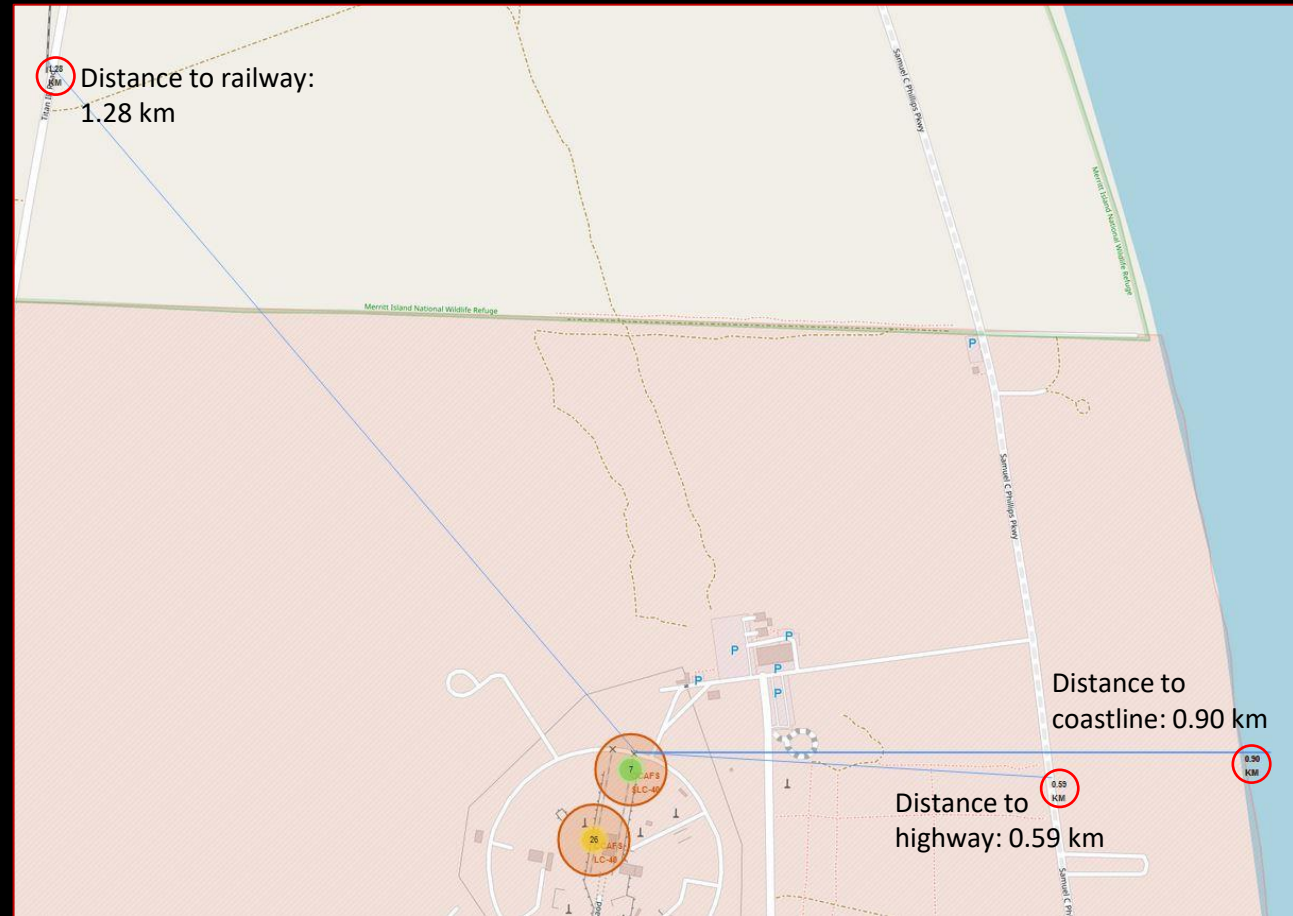 1.28
KM
Distance to railway:
1.28 km
Samuel C Phillips Pkwy
Merritt Island National Wildlife Refuge
Merritt Island National Wildlife Refuge
P
Samuel C Phillips Pkwy
P
P
P
P
P
Distance to
coastline: 0.90 km
0.90
KM
7
SLC-40
0.59
KM
Distance to
highway: 0.59 km
26
LC-40
Samuel C Ph